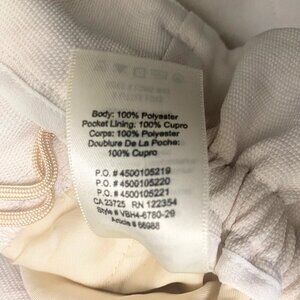 Body: 100% Polyester
Pocket Lining: 100% Cupro
Corps: 100% Polyester
Doublure De La Poche:
100% Cupro
P.O. # 4500105219
P.O. # 4500105220
P.O. # 4500105221
CA 23725 RN 122354
Style # VBH4-6780-29
Article # 66988